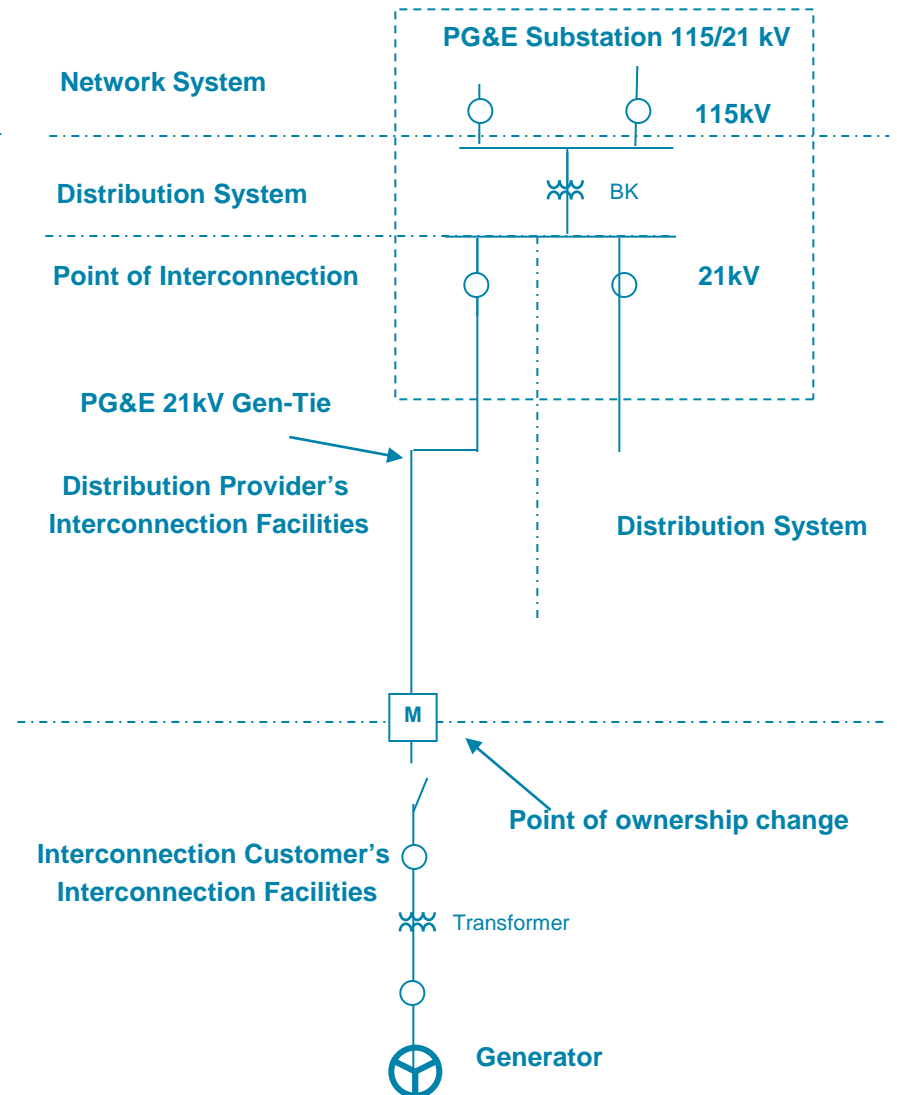 PG&E Substation 115/21 kV
Network System
115kV
Distribution System
BK
Point of Interconnection
21kV
PG&E 21kV Gen-Tie
Distribution Provider’s
Interconnection Facilities
Distribution System
M
Point of ownership change
Interconnection Customer’s
Interconnection Facilities
Transformer
Generator